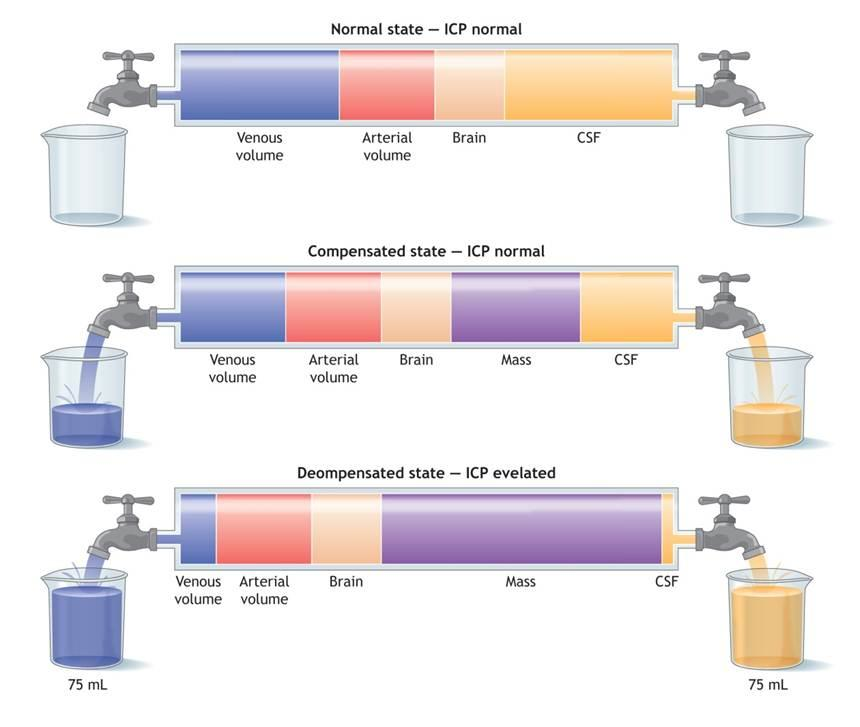 Normal state — ICP normal
Venous volume
Arterial volume
Brain
CSF
Compensated state — ICP normal
Venous volume
Arterial volume
Brain
Mass
CSF
Deompensated state — ICP evelated
Venous volume
Arterial volume
Brain
Mass
CSF
75 mL
75 mL